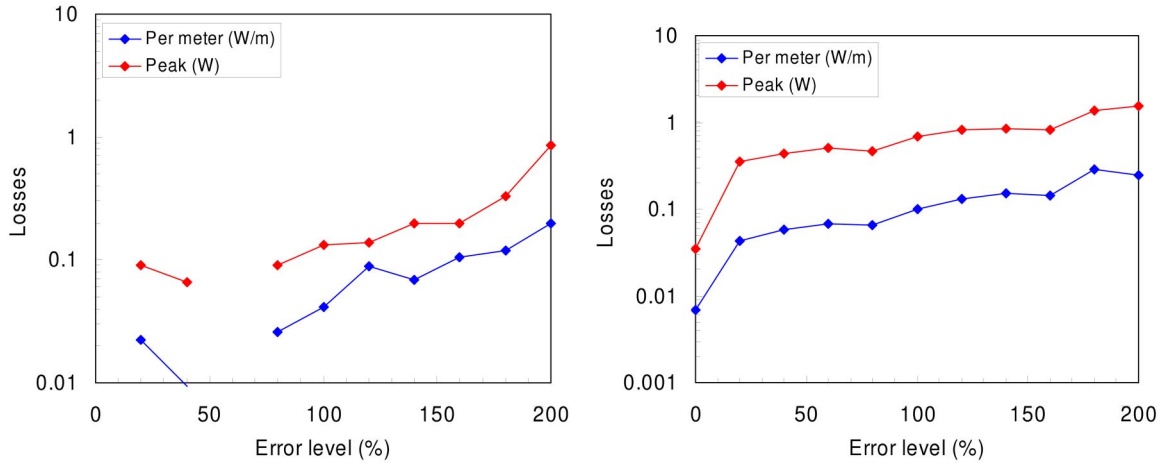 10
Per meter (W/m)
Peak (W)
1
Losses
0.1
0.01
0 50 100 150 200
Error level (%)
10
Per meter (W/m)
Peak (W)
1
Losses
0.1
0.01
0.001
0 50 100 150 200
Error level (%)